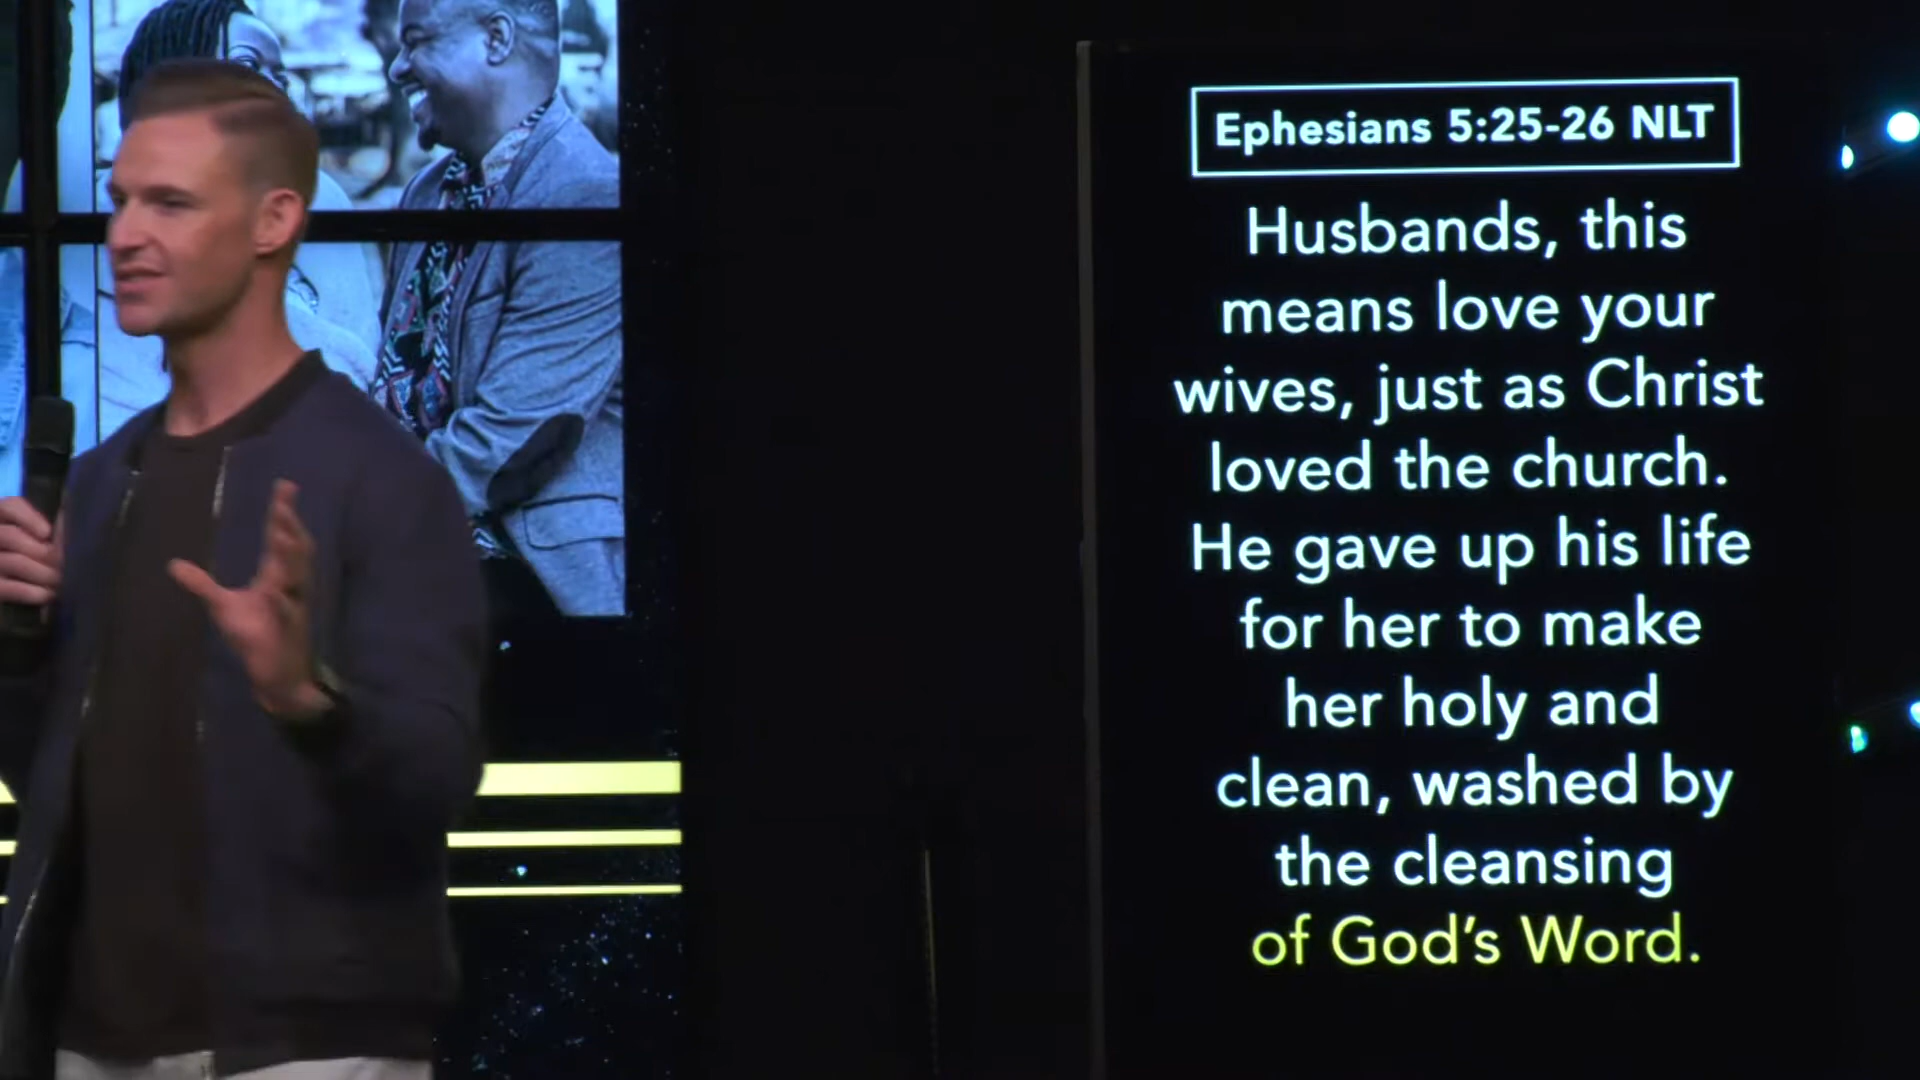 Ephesians 5:25-26 NLT
Husbands, this
means love your
wives, just as Christ
loved the church.
He gave up his life
for her to make
her holy and
clean, washed by
the cleansing
of God's Word.